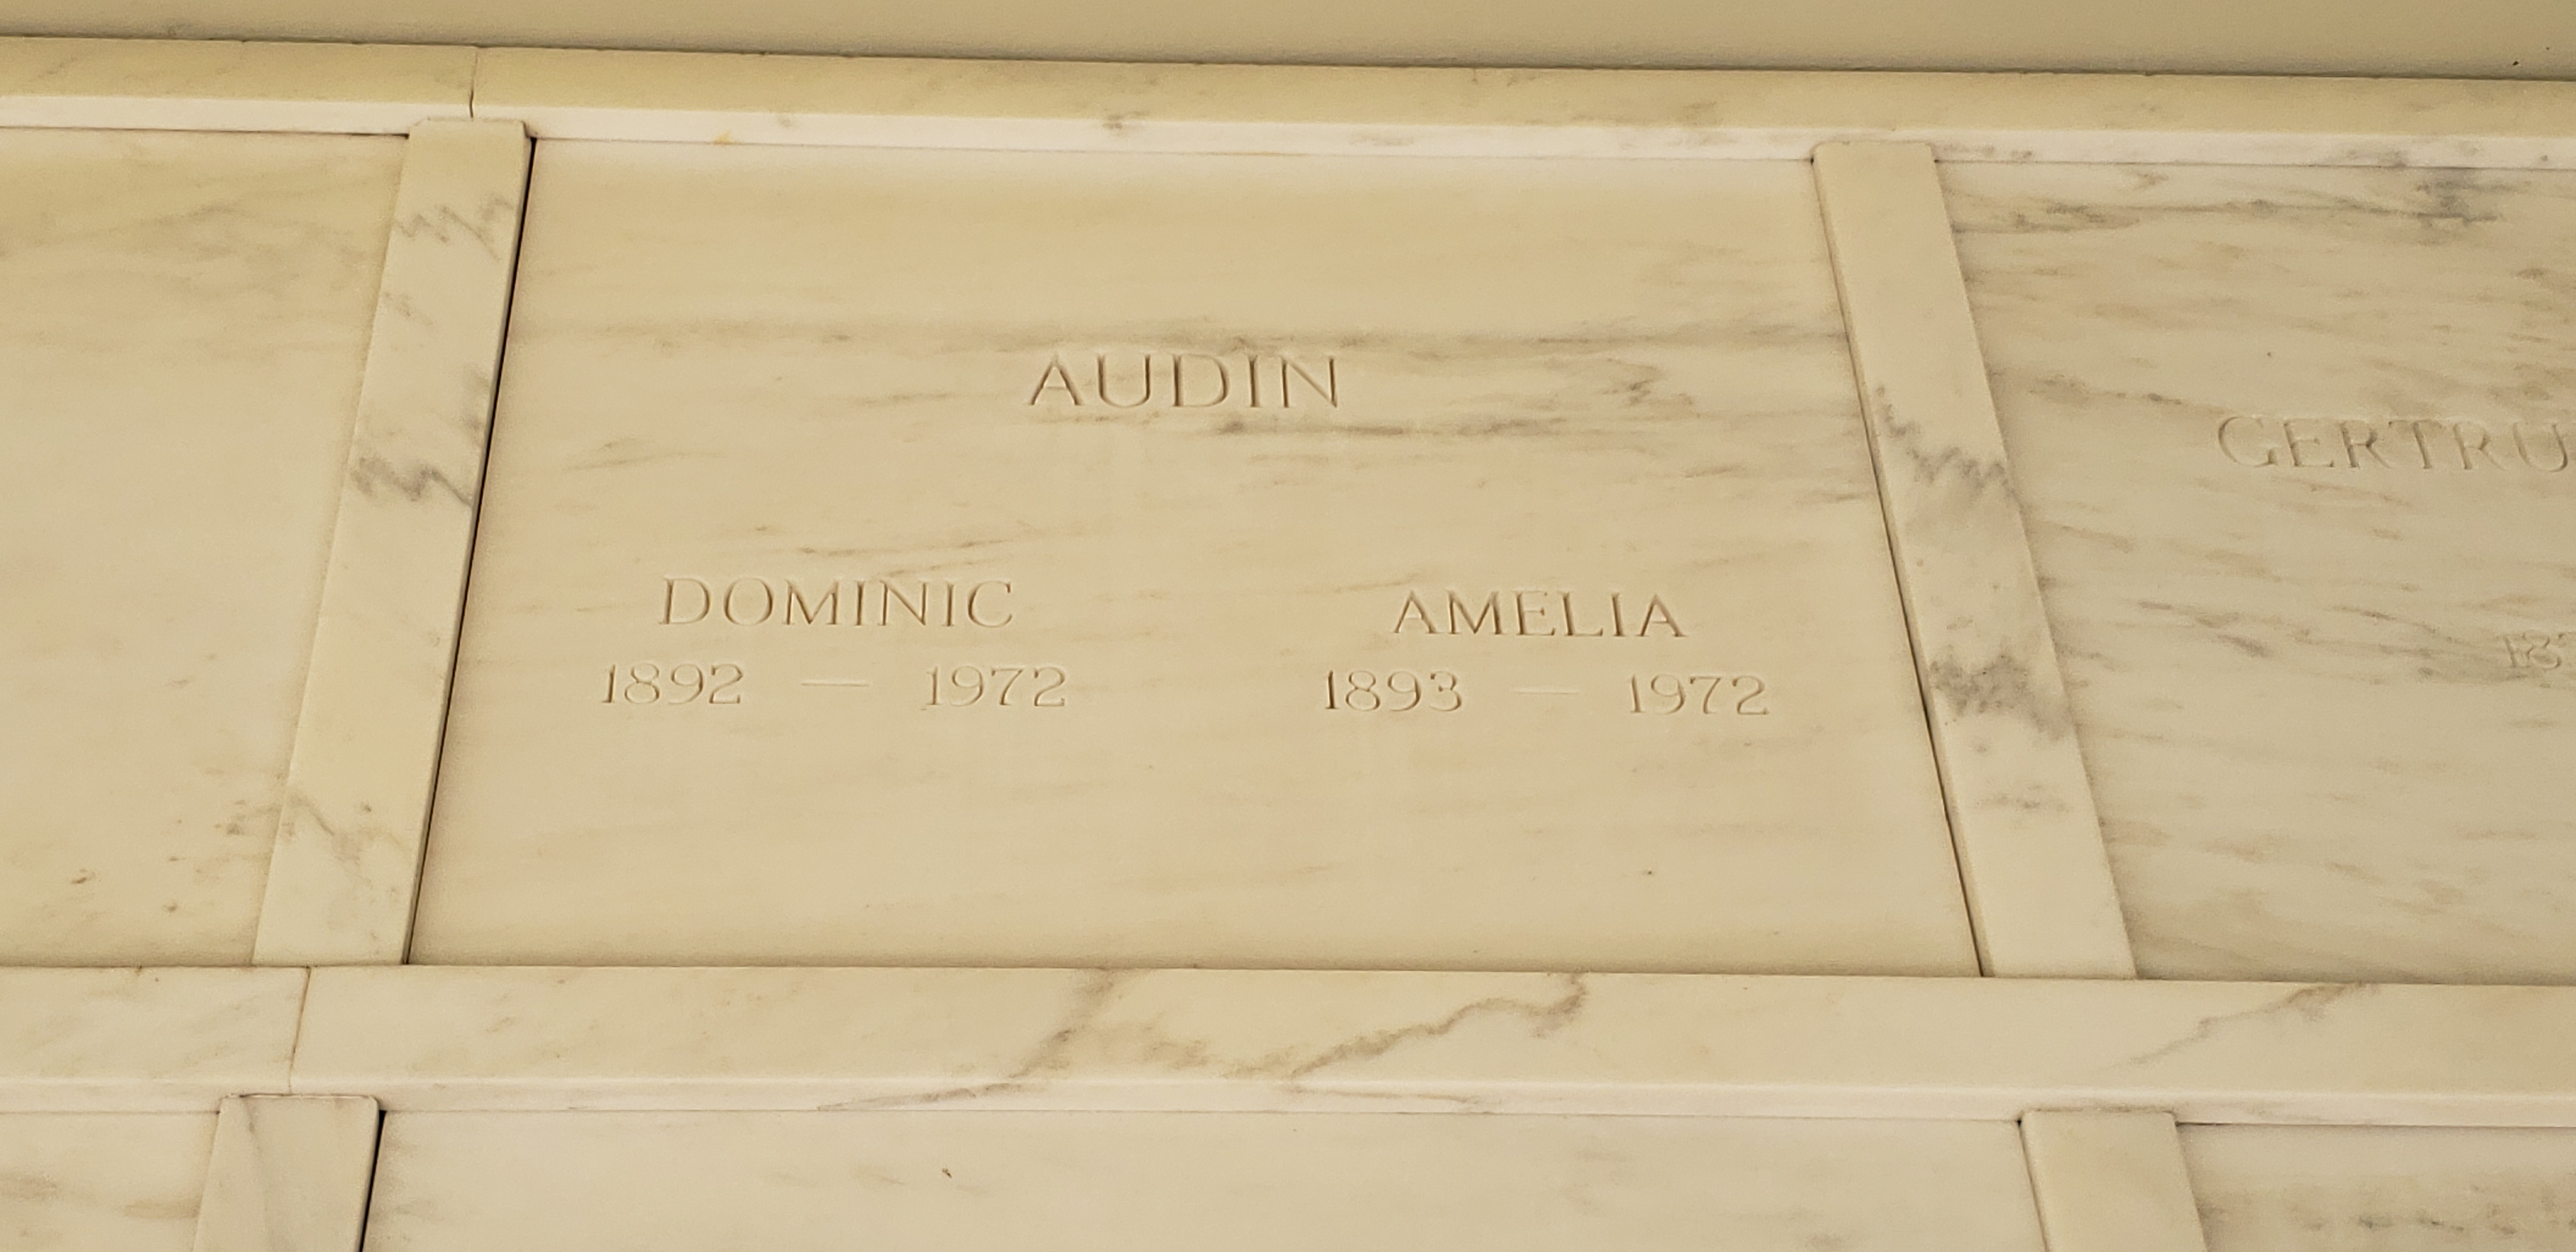 AUDIN
DOMINIC
1892 — 1972
AMELIA
1893 — 1972